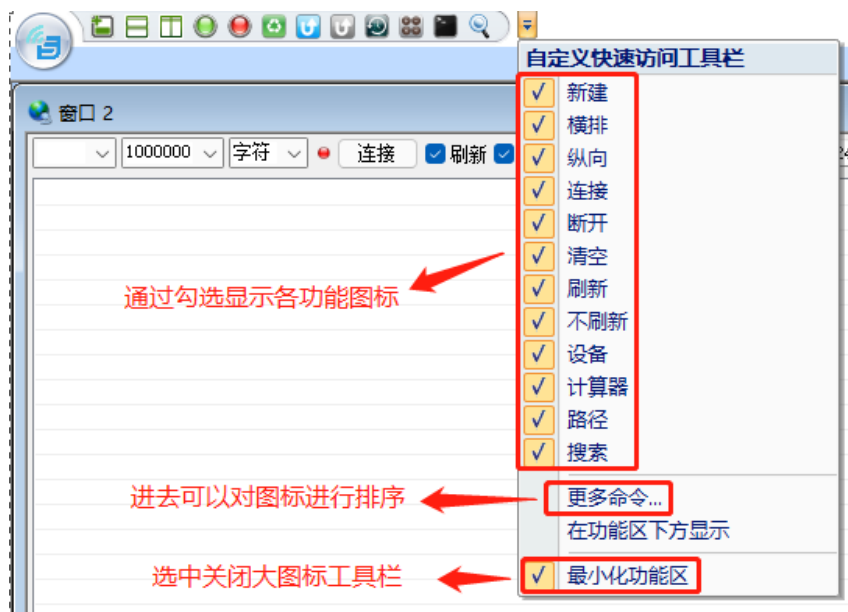 自定义快速访问工具栏
新建
窗口 2
横排
1000000 字符 连接 刷新
纵向
连接
断开
清空
通过勾选显示各功能图标
刷新
不刷新
设备
计算器
路径
搜索
进去可以对图标进行排序
更多命令...
在功能区下方显示
选中关闭大图标工具栏
最小化功能区